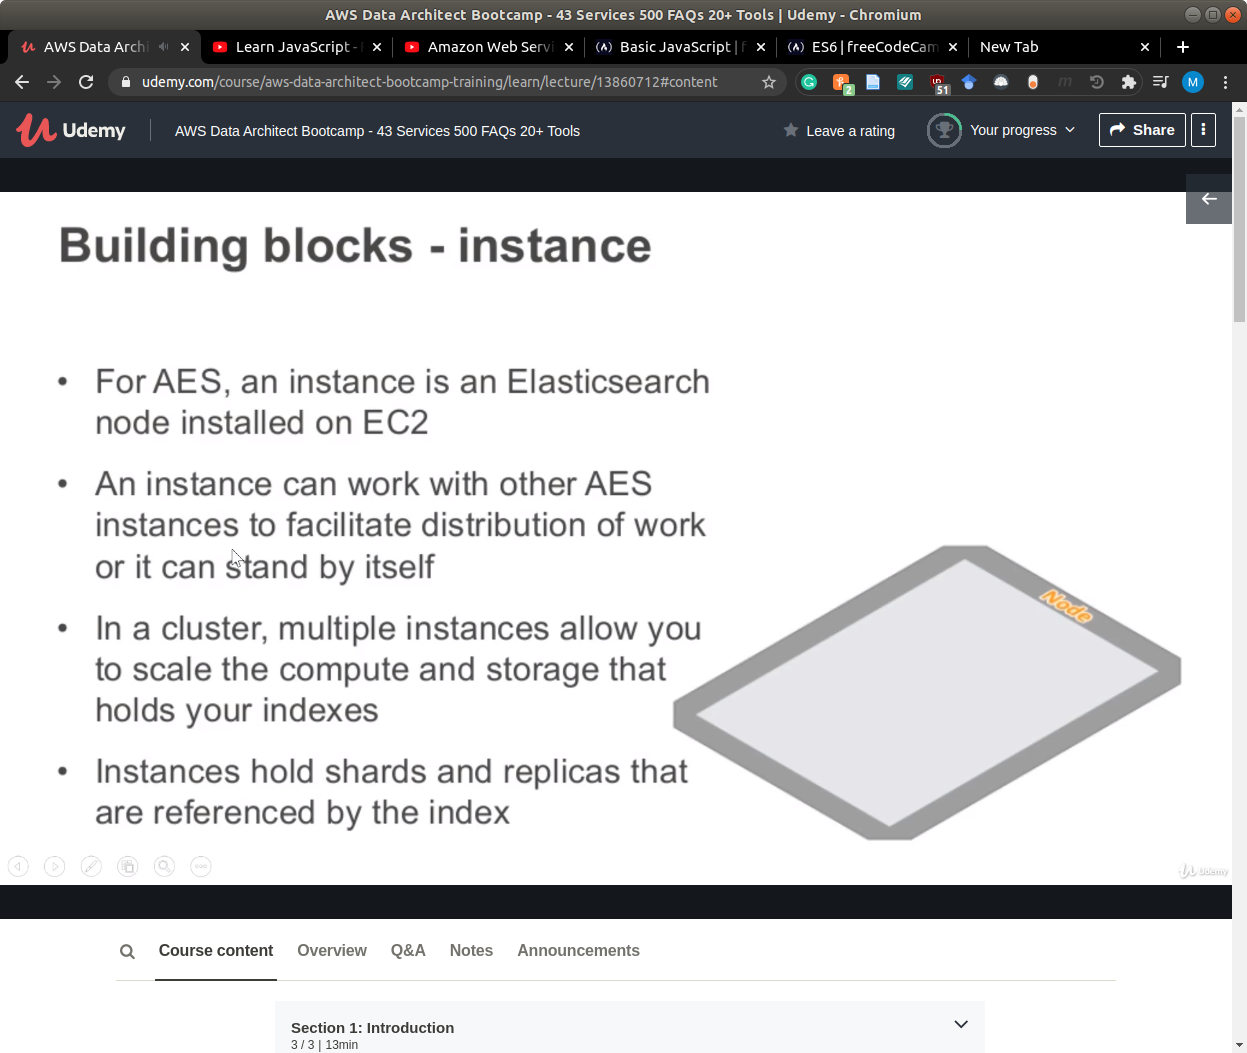 AWS Data Architect Bootcamp - 43 Services 500 FAQs 20+ Tools | Udemy - Chromium
AWS Data Archi
Learn JavaScript -
Amazon Web Servi
Basic JavaScript | f
ES6 | freeCodeCam
New Tab
udemy.com/course/aws-data-architect-bootcamp-training/learn/lecture/13860712#content
2
51
M
Udemy
AWS Data Architect Bootcamp - 43 Services 500 FAQs 20+ Tools
Leave a rating
Your progress
Share
Building blocks - instance
• For AES, an instance is an Elasticsearch
node installed on EC2
• An instance can work with other AES
instances to facilitate distribution of work
or it can stand by itself
• In a cluster, multiple instances allow you
to scale the compute and storage that
holds your indexes
• Instances hold shards and replicas that
are referenced by the index
Node
Udemy
Course content
Overview
Q&A
Notes
Announcements
Section 1: Introduction
3 / 3 | 13min